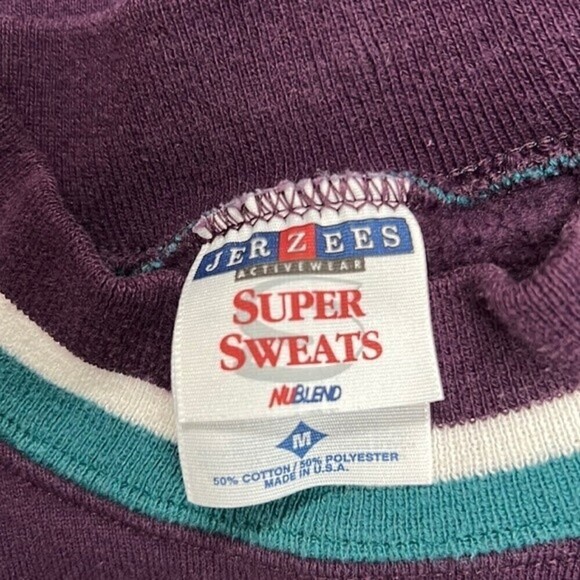 JERZEES
ACTIVEWEAR
SUPER
SWEATS
NUBLEND
M
50% COTTON / 50% POLYESTER
MADE IN U.S.A.